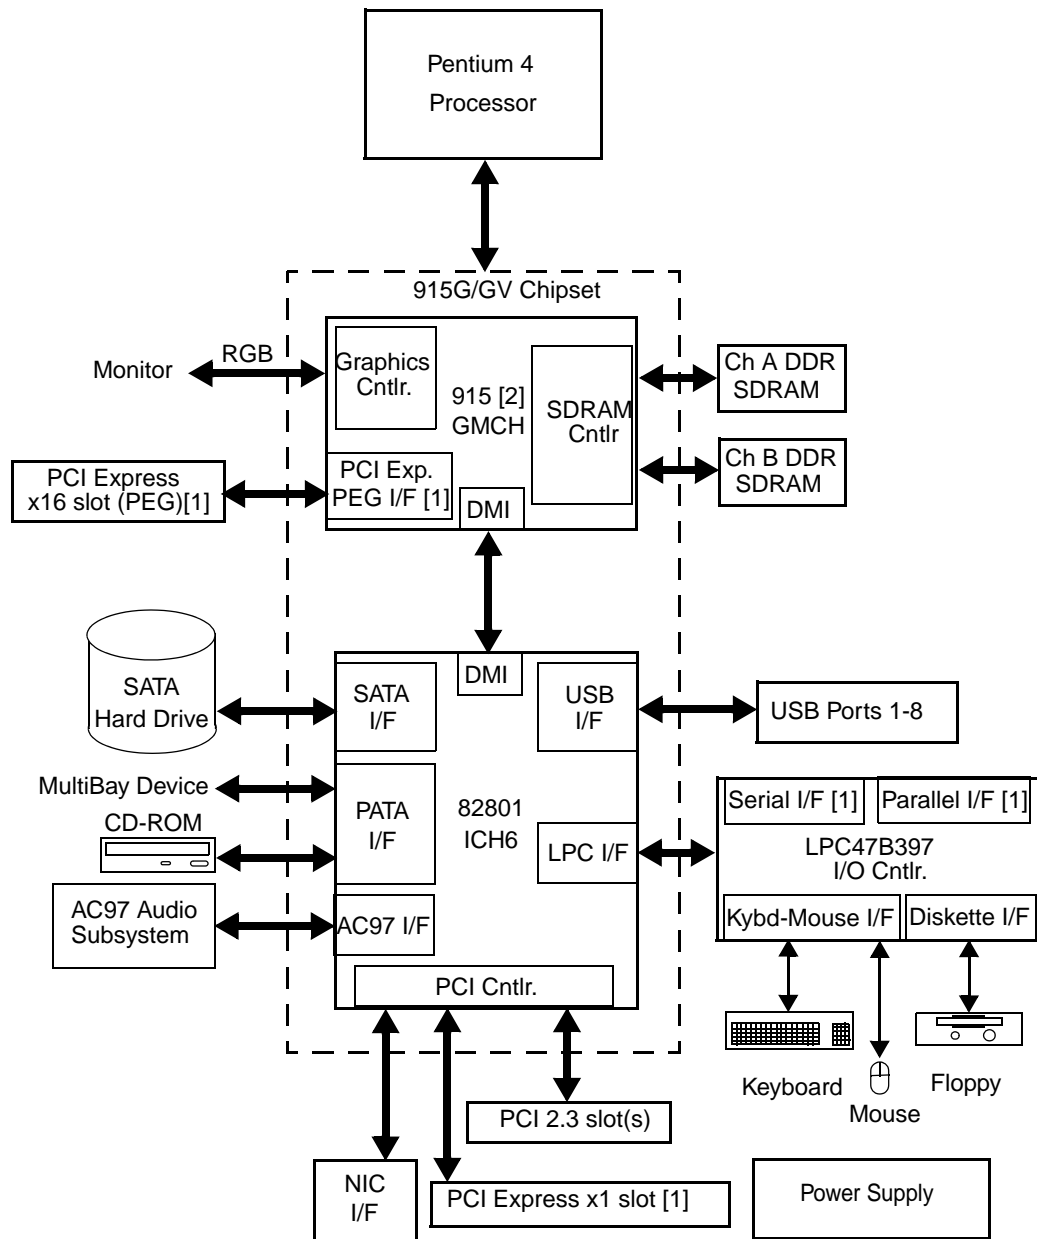 Pentium 4
Processor
915G/GV Chipset
Monitor
RGB
Graphics
Cntlr.
915 [2]
GMCH
SDRAM
Cntlr
Ch A DDR
SDRAM
Ch B DDR
SDRAM
PCI Express
x16 slot (PEG)[1]
PCI Exp.
PEG I/F [1]
DMI
DMI
SATA
Hard Drive
SATA
I/F
USB
I/F
USB Ports 1-8
MultiBay Device
CD-ROM
PATA
I/F
82801
ICH6
LPC I/F
Serial I/F [1]
Parallel I/F [1]
LPC47B397
I/O Cntlr.
Kybd-Mouse I/F
Diskette I/F
AC97 Audio
Subsystem
AC97 I/F
PCI Cntlr.
Keyboard
Mouse
Floppy
PCI 2.3 slot(s)
NIC
I/F
PCI Express x1 slot [1]
Power Supply